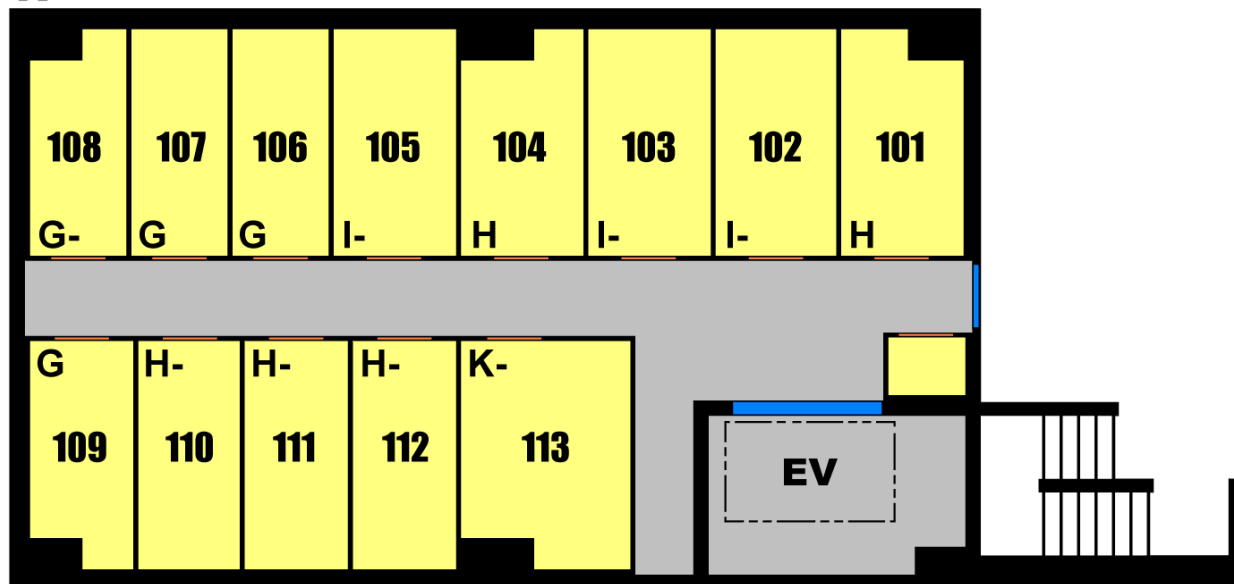 108 107 106 105 104 103 102 101
G- G G I- H I- I- H
G H- H- H- K-
109 110 111 112 113
EV